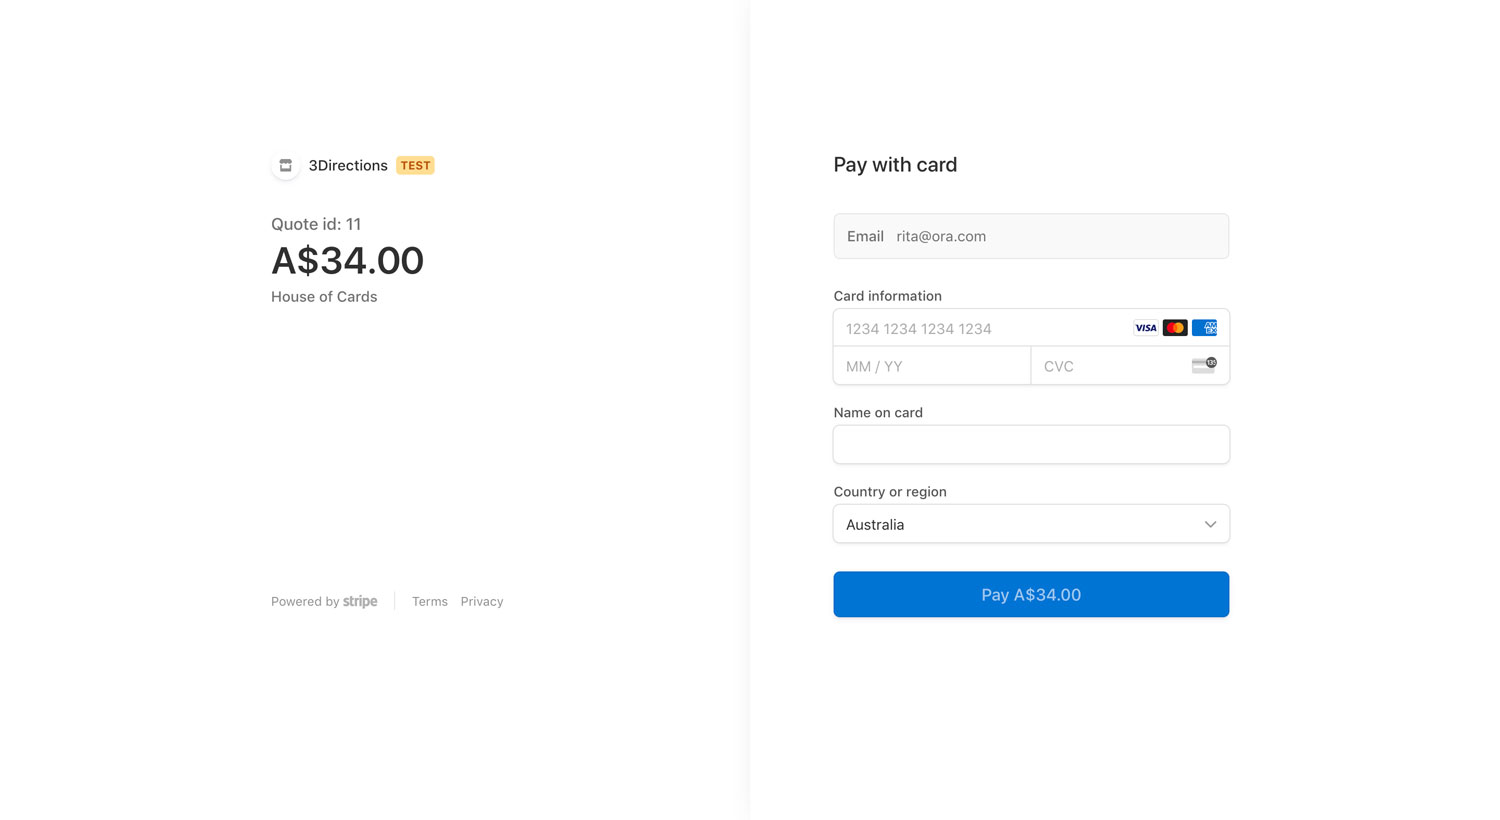 3Directions TEST
Quote id: 11
A$34.00
House of Cards
Powered by stripe Terms Privacy
Pay with card
Email rita@ora.com
Card information
1234 1234 1234 1234 VISA AMEX
MM / YY CVC 135
Name on card
Country or region
Australia
Pay A$34.00